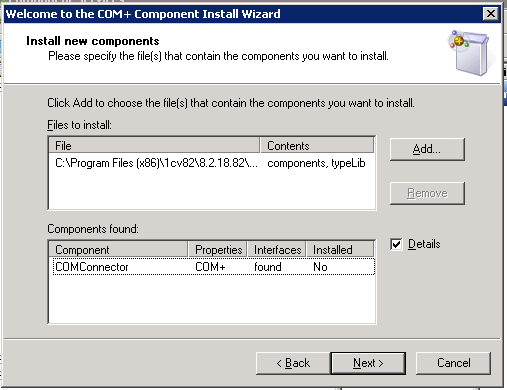 Welcome to the COM+ Component Install Wizard
Install new components
Please specify the file(s) that contain the components you want to install.
Click Add to choose the file(s) that contain the components you want to install.
Files to install:
File Contents
C:\Program Files (x86)\1cv82\8.2.18.82\... components, typeLib
Add...
Remove
Components found:
Component Properties Interfaces Installed
COMConnector COM+ found No
Details
< Back Next > Cancel